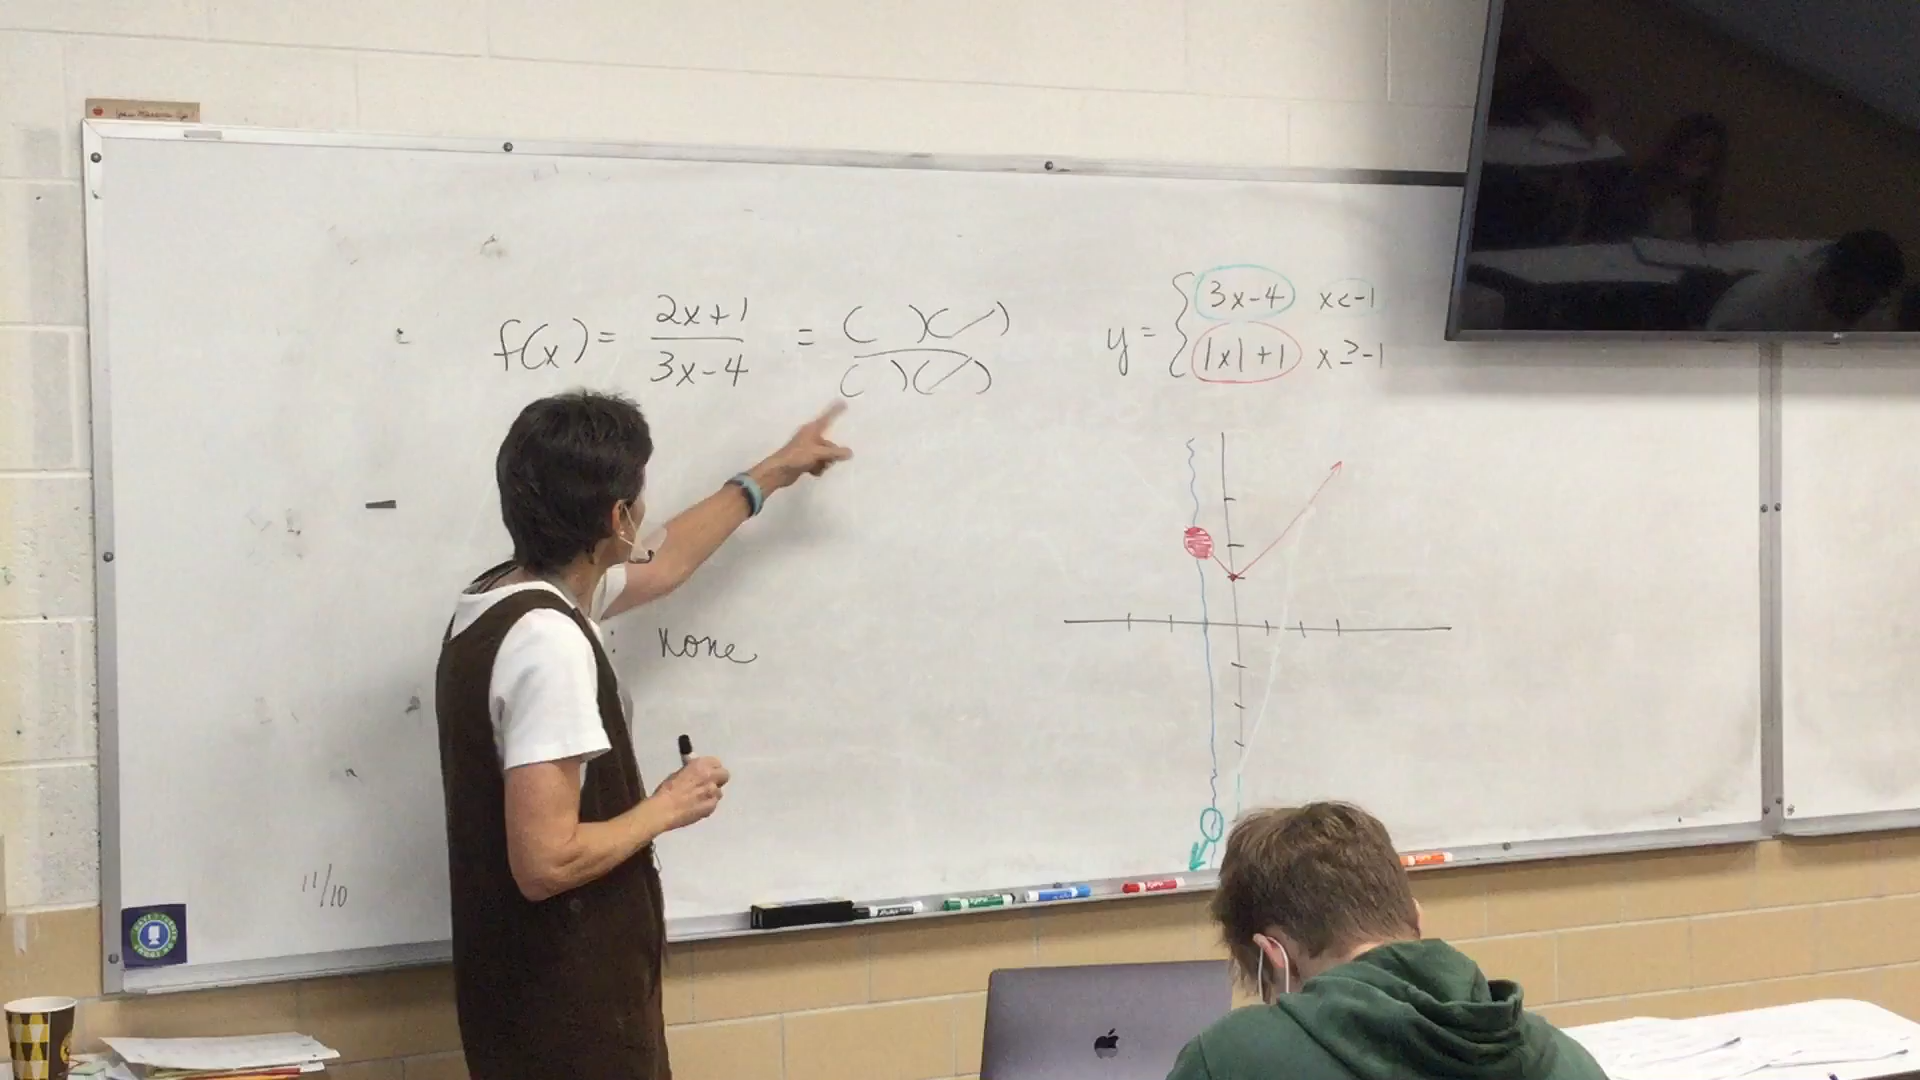 f(x) = 2x+1 / 3x-4 = ( )( ) / ( )( )
y = { 3x-4 x<-1
|x|+1 x≥-1
None
11/10